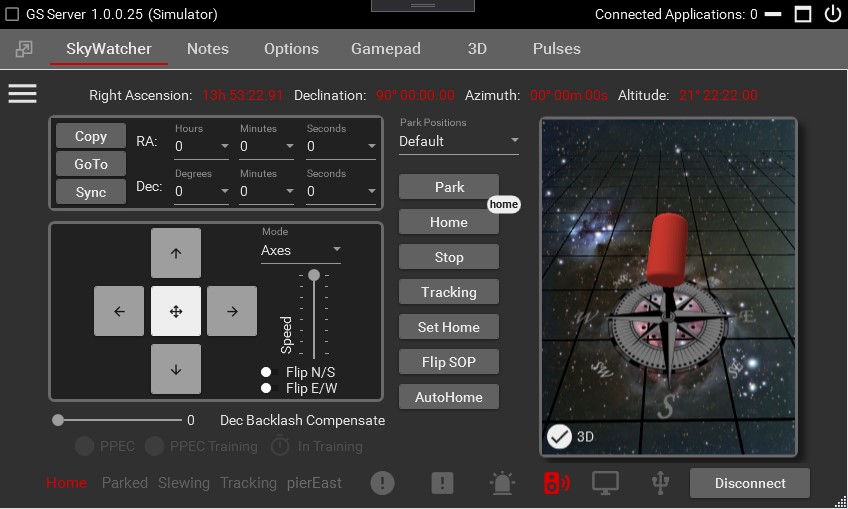 GS Server 1.0.0.25 (Simulator)
Connected Applications: 0
SkyWatcher Notes Options Gamepad 3D Pulses
Right Ascension: 13h 53:22.91 Declination: 90° 00:00.00 Azimuth: 00° 00m 00s Altitude: 21° 22:22:00
Copy
GoTo
Sync
RA:
Hours Minutes Seconds
0 0 0
Dec:
Degrees Minutes Seconds
0 0 0
Park Positions
Default
Park
home
Home
Stop
Tracking
Set Home
Flip SOP
AutoHome
Mode
Axes
Speed
Flip N/S
Flip E/W
0 Dec Backlash Compensate
PPEC PPEC Training In Training
W E
SW SE
S
3D
Home Parked Slewing Tracking pierEast
Disconnect